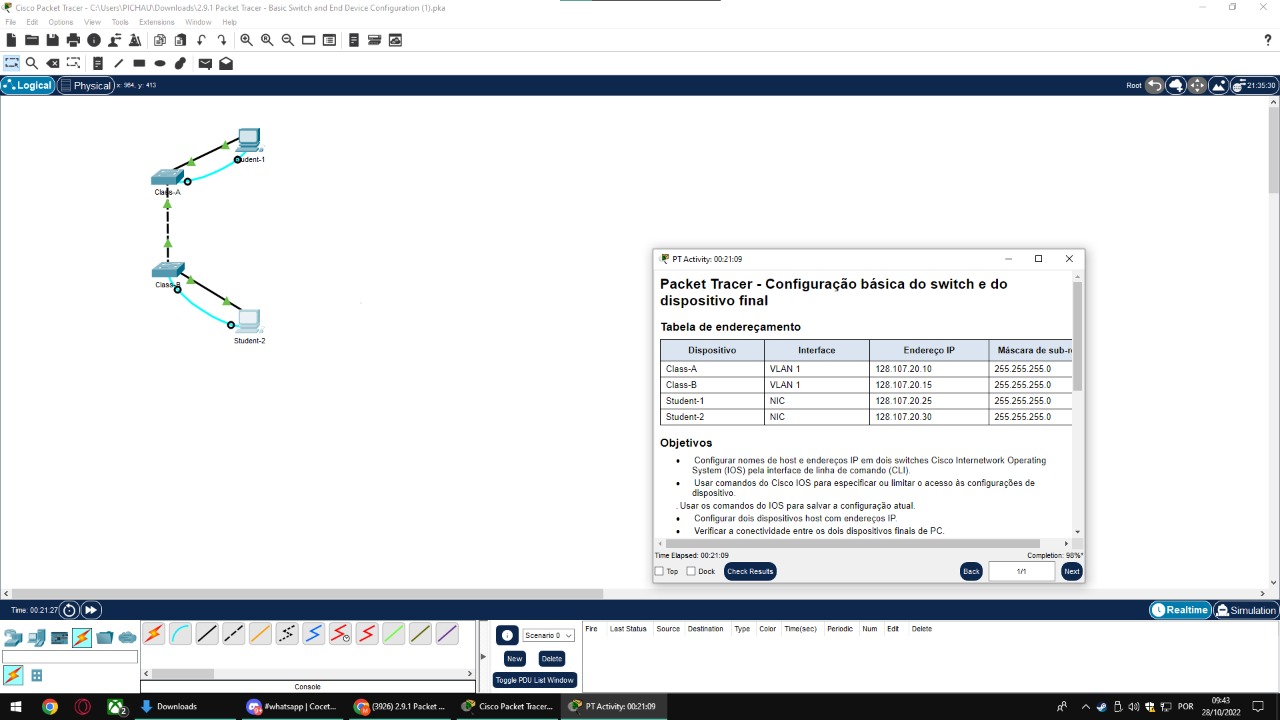 Cisco Packet Tracer - C:\Users\PICHAU\Downloads\2.9.1 Packet Tracer - Basic Switch and End Device Configuration (1).pka
File Edit Options View Tools Extensions Window Help
?
Logical Physical x: 964, y: 413 Root 21:35:30
Student-1
Class-A
Class-B
Student-2
PT Activity: 00:21:09
Packet Tracer - Configuração básica do switch e do
dispositivo final
Tabela de endereçamento
Dispositivo Interface Endereço IP Máscara de sub-r
Class-A VLAN 1 128.107.20.10 255.255.255.0
Class-B VLAN 1 128.107.20.15 255.255.255.0
Student-1 NIC 128.107.20.25 255.255.255.0
Student-2 NIC 128.107.20.30 255.255.255.0
Objetivos
Configurar nomes de host e endereços IP em dois switches Cisco Internetwork Operating
System (IOS) pela interface de linha de comando (CLI).
Usar comandos do Cisco IOS para especificar ou limitar o acesso às configurações de
dispositivo.
.Usar os comandos do IOS para salvar a configuração atual.
Configurar dois dispositivos host com endereços IP.
Verificar a conectividade entre os dois dispositivos finais de PC.
Time Elapsed: 00:21:09 Completion: 98%*
Top Dock Check Results Back 1/1 Next
Time: 00:21:27 Realtime Simulation
Scenario 0
New Delete
Toggle PDU List Window
Fire Last Status Source Destination Type Color Time(sec) Periodic Num Edit Delete
Console
2 Downloads #whatsapp | Cocet... (3926) 2.9.1 Packet ... Cisco Packet Tracer... PT Activity: 00:21:09 POR 09:43
28/10/2022